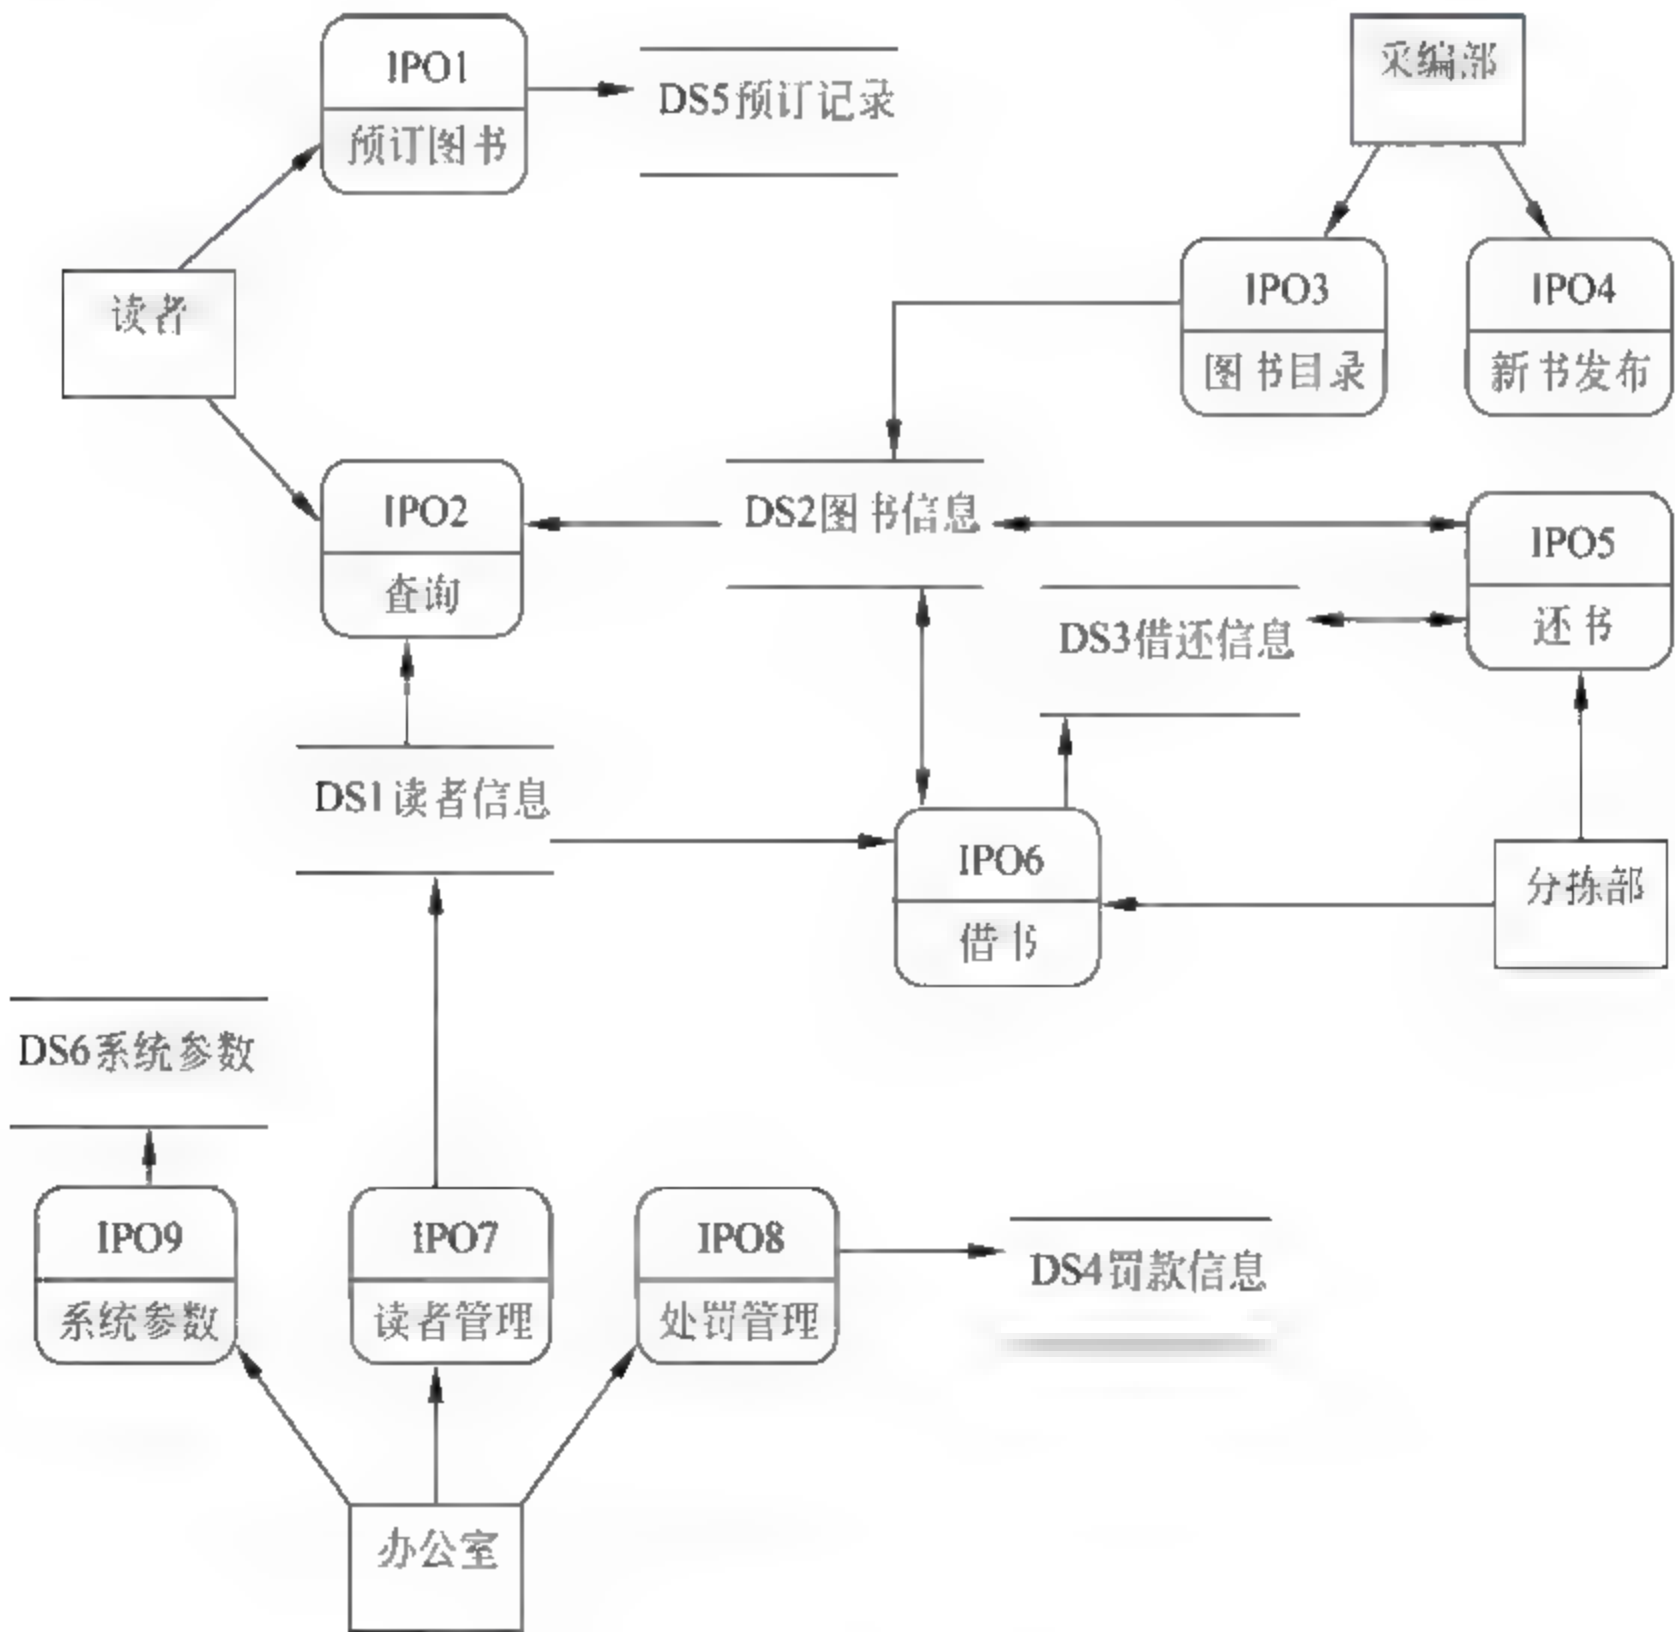 IPO1
预订图书
DS5预订记录
采编部
读者
IPO3
图书目录
IPO4
新书发布
IPO2
查询
DS2图书信息
IPO5
还书
DS3借还信息
DS1读者信息
IPO6
借书
分拣部
DS6系统参数
IPO9
系统参数
IPO7
读者管理
IPO8
处罚管理
DS4罚款信息
办公室